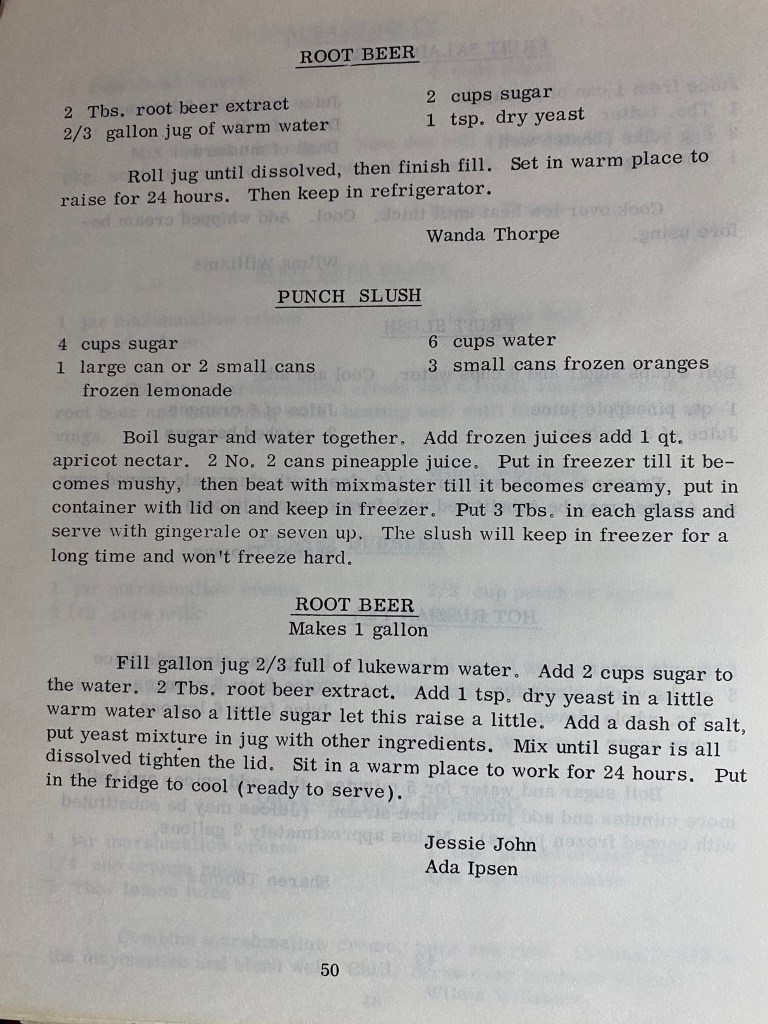 ROOT BEER
2 Tbs. root beer extract 2 cups sugar
2/3 gallon jug of warm water 1 tsp. dry yeast
Roll jug until dissolved, then finish fill. Set in warm place to
raise for 24 hours. Then keep in refrigerator.
Wanda Thorpe
PUNCH SLUSH
4 cups sugar 6 cups water
1 large can or 2 small cans 3 small cans frozen oranges
frozen lemonade
Boil sugar and water together. Add frozen juices add 1 qt.
apricot nectar. 2 No. 2 cans pineapple juice. Put in freezer till it be-
comes mushy, then beat with mixmaster till it becomes creamy, put in
container with lid on and keep in freezer. Put 3 Tbs. in each glass and
serve with gingerale or seven up. The slush will keep in freezer for a
long time and won't freeze hard.
ROOT BEER
Makes 1 gallon
Fill gallon jug 2/3 full of lukewarm water. Add 2 cups sugar to
the water. 2 Tbs. root beer extract. Add 1 tsp. dry yeast in a little
warm water also a little sugar let this raise a little. Add a dash of salt,
put yeast mixture in jug with other ingredients. Mix until sugar is all
dissolved tighten the lid. Sit in a warm place to work for 24 hours. Put
in the fridge to cool (ready to serve).
Jessie John
Ada Ipsen
50